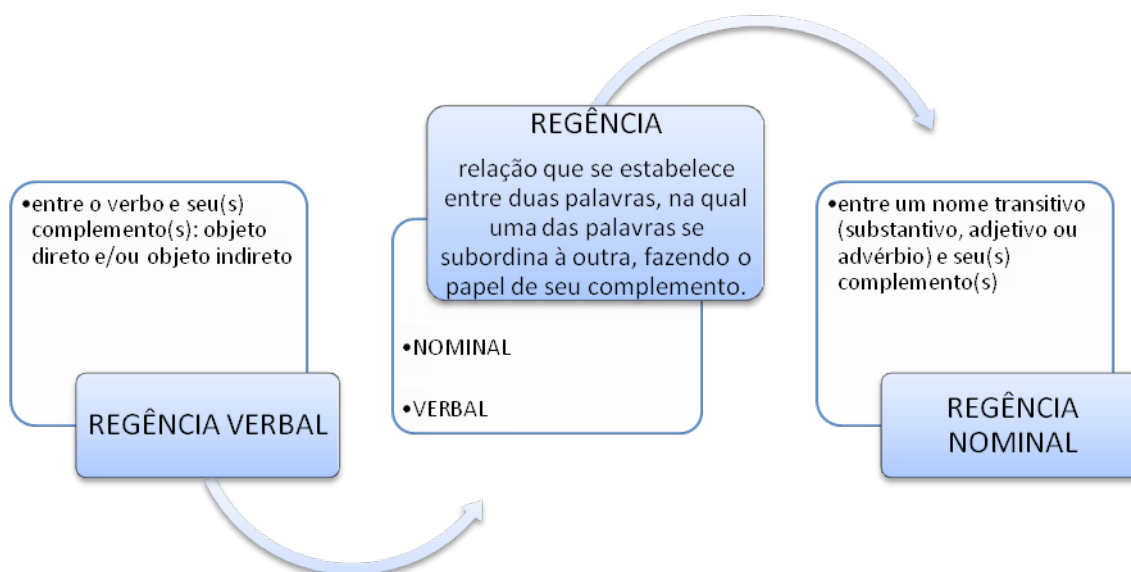 •entre o verbo e seu(s)
complemento(s): objeto
direto e/ou objeto indireto
REGÊNCIA VERBAL
REGÊNCIA
relação que se estabelece
entre duas palavras, na qual
uma das palavras se
subordina à outra, fazendo o
papel de seu complemento.
•NOMINAL
•VERBAL
•entre um nome transitivo
(substantivo, adjetivo ou
advérbio) e seu(s)
complemento(s)
REGÊNCIA
NOMINAL